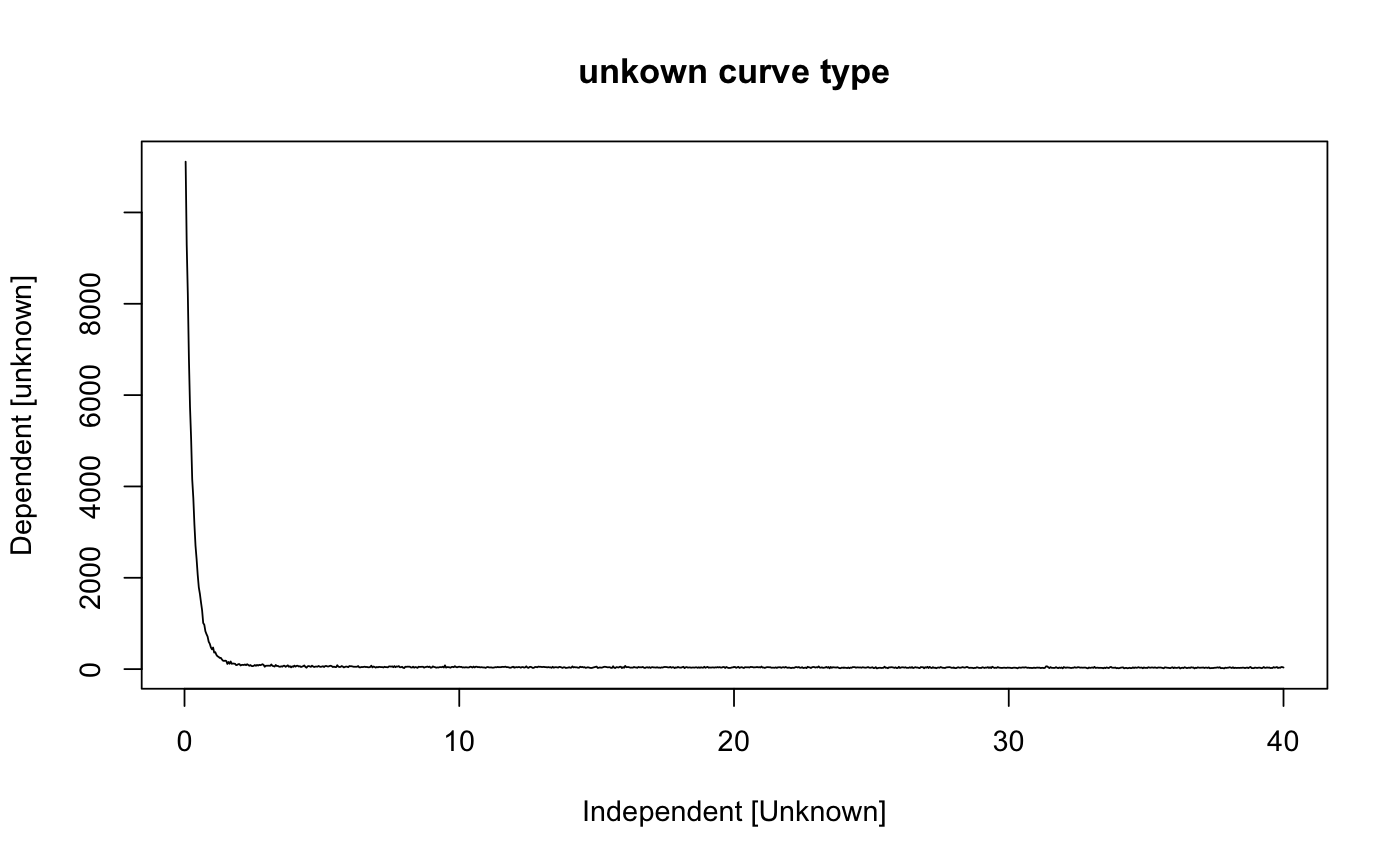 unkown curve type
Dependent [unknown]
8000
6000
4000
2000
0
0 10 20 30 40
Independent [Unknown]